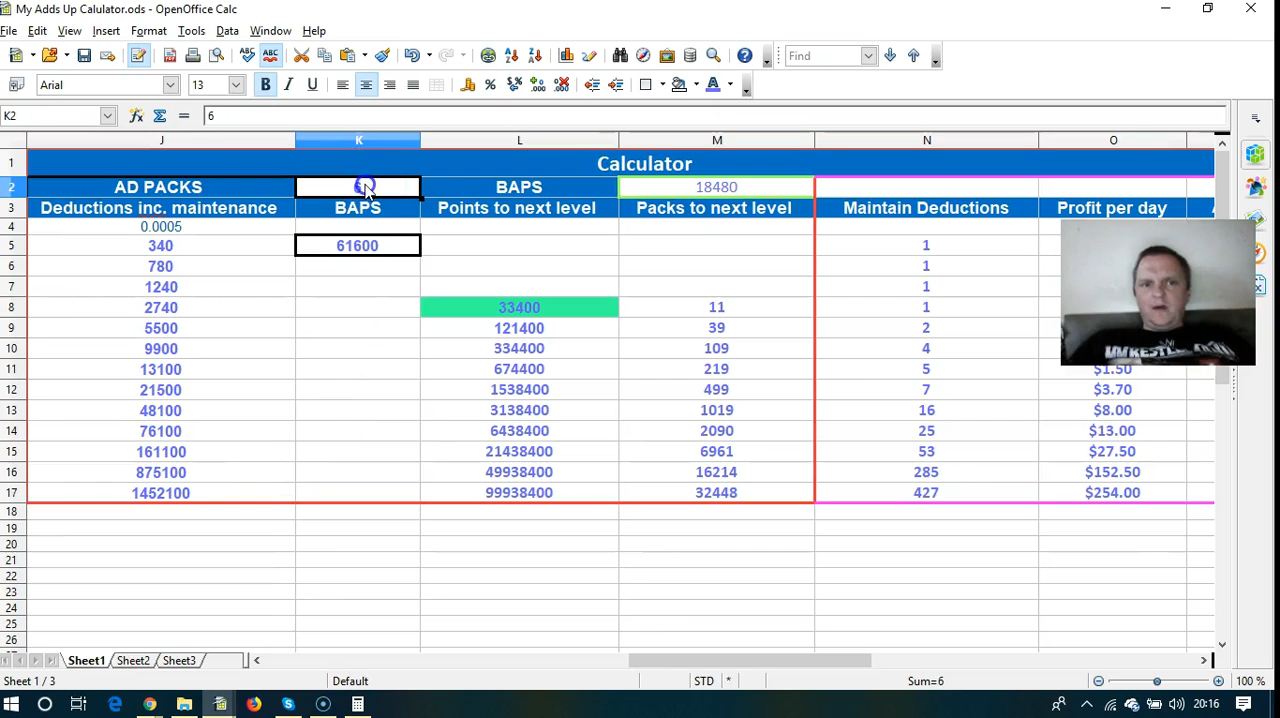 My Adds Up Calulator.ods - OpenOffice Calc
File Edit View Insert Format Tools Data Window Help
Find
Arial 13
K2 6
J K L M N O
1 Calculator
2 AD PACKS BAPS 18480
3 Deductions inc. maintenance BAPS Points to next level Packs to next level Maintain Deductions Profit per day
4 0.0005
5 340 61600 1
6 780 1
7 1240 1
8 2740 33400 11 1
9 5500 121400 39 2
10 9900 334400 109 4
11 13100 674400 219 5 $1.50
12 21500 1538400 499 7 $3.70
13 48100 3138400 1019 16 $8.00
14 76100 6438400 2090 25 $13.00
15 161100 21438400 6961 53 $27.50
16 875100 49938400 16214 285 $152.50
17 1452100 99938400 32448 427 $254.00
18
19
20
21
22
23
24
25
26
Sheet1 Sheet2 Sheet3
Sheet 1 / 3 Default STD * Sum=6 100 %
20:16